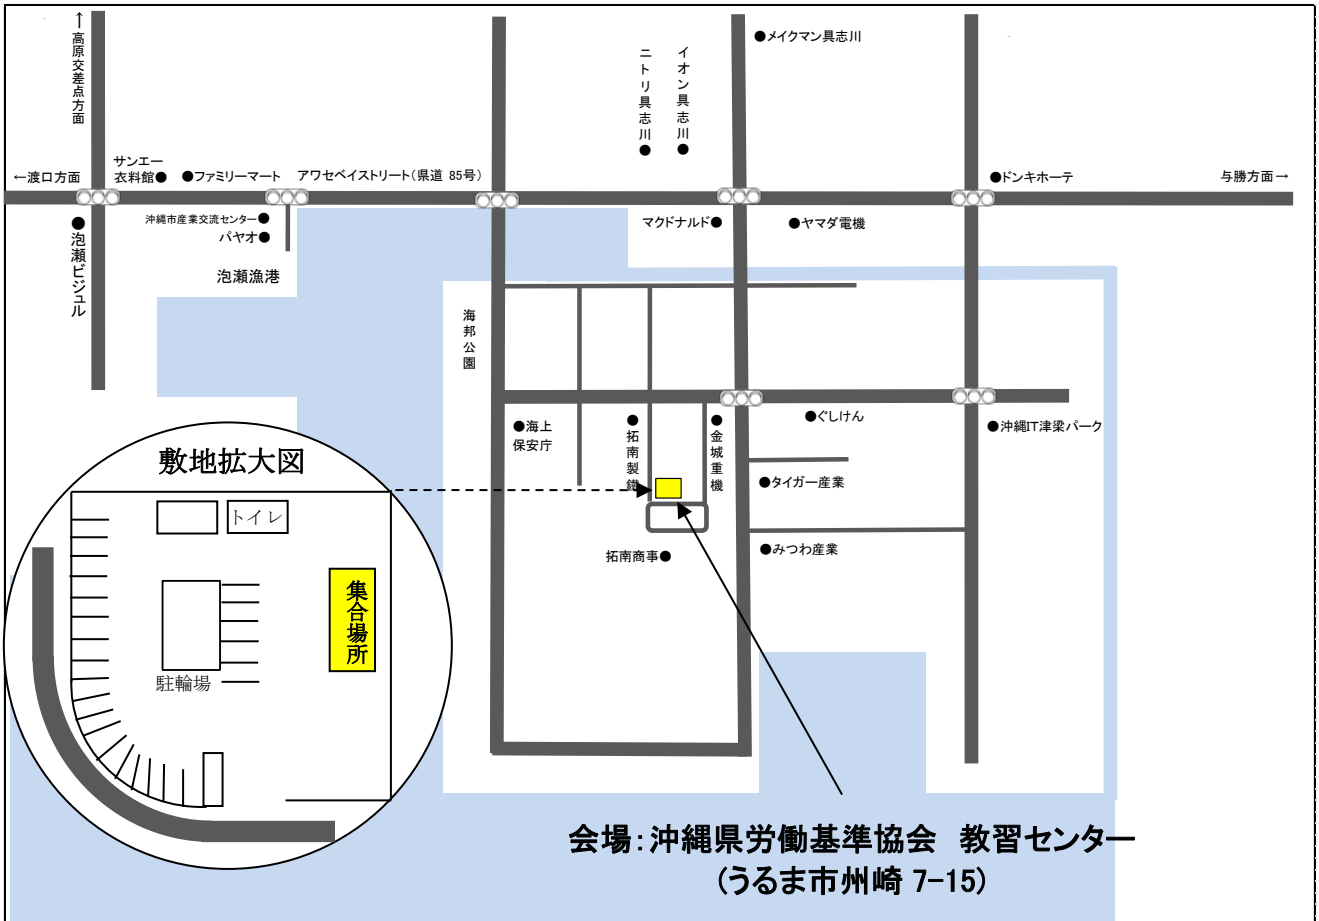 ↑高原交差点方面
●メイクマン具志川
ニトリ具志川●
イオン具志川●
←渡口方面
サンエー
衣料館●
●ファミリーマート
アワセベイストリート(県道 85号)
●ドンキホーテ
与勝方面→
●泡瀬ビジュル
沖縄市産業交流センター●
パヤオ●
泡瀬漁港
マクドナルド●
●ヤマダ電機
海邦公園
●海上
保安庁
●拓南製鐵
●金城重機
●ぐしけん
●沖縄IT津梁パーク
●タイガー産業
拓南商事●
●みつわ産業
敷地拡大図
トイレ
集合場所
駐輪場
会場:沖縄県労働基準協会 教習センター
(うるま市州崎 7-15)